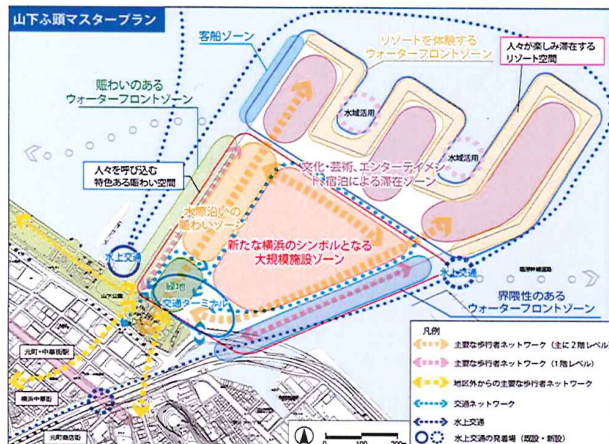 山下ふ頭マスタープラン
客船ゾーン
リゾートを体験する
ウォーターフロントゾーン
人々が楽しみ滞在する
リゾート空間
賑わいのある
ウォーターフロントゾーン
水域活用
水域活用
人々を呼び込む
特色ある賑わい空間
文化・芸術、エンターテイメン
ト、宿泊による滞在ゾーン
水際沿いの
賑わいゾーン
新たな横浜のシンボルとなる
大規模施設ゾーン
水上交通
水上交通
臨港幹線道路
緑地
交通ターミナル
山下公園
界隈性のある
ウォーターフロントゾーン
元町・中華街駅
横浜中華街
元町商店街
凡例
主要な歩行者ネットワーク（主に2階レベル）
主要な歩行者ネットワーク（1階レベル）
地区外からの主要な歩行者ネットワーク
交通ネットワーク
水上交通
水上交通の発着場（既設・新設）
0 100 200m